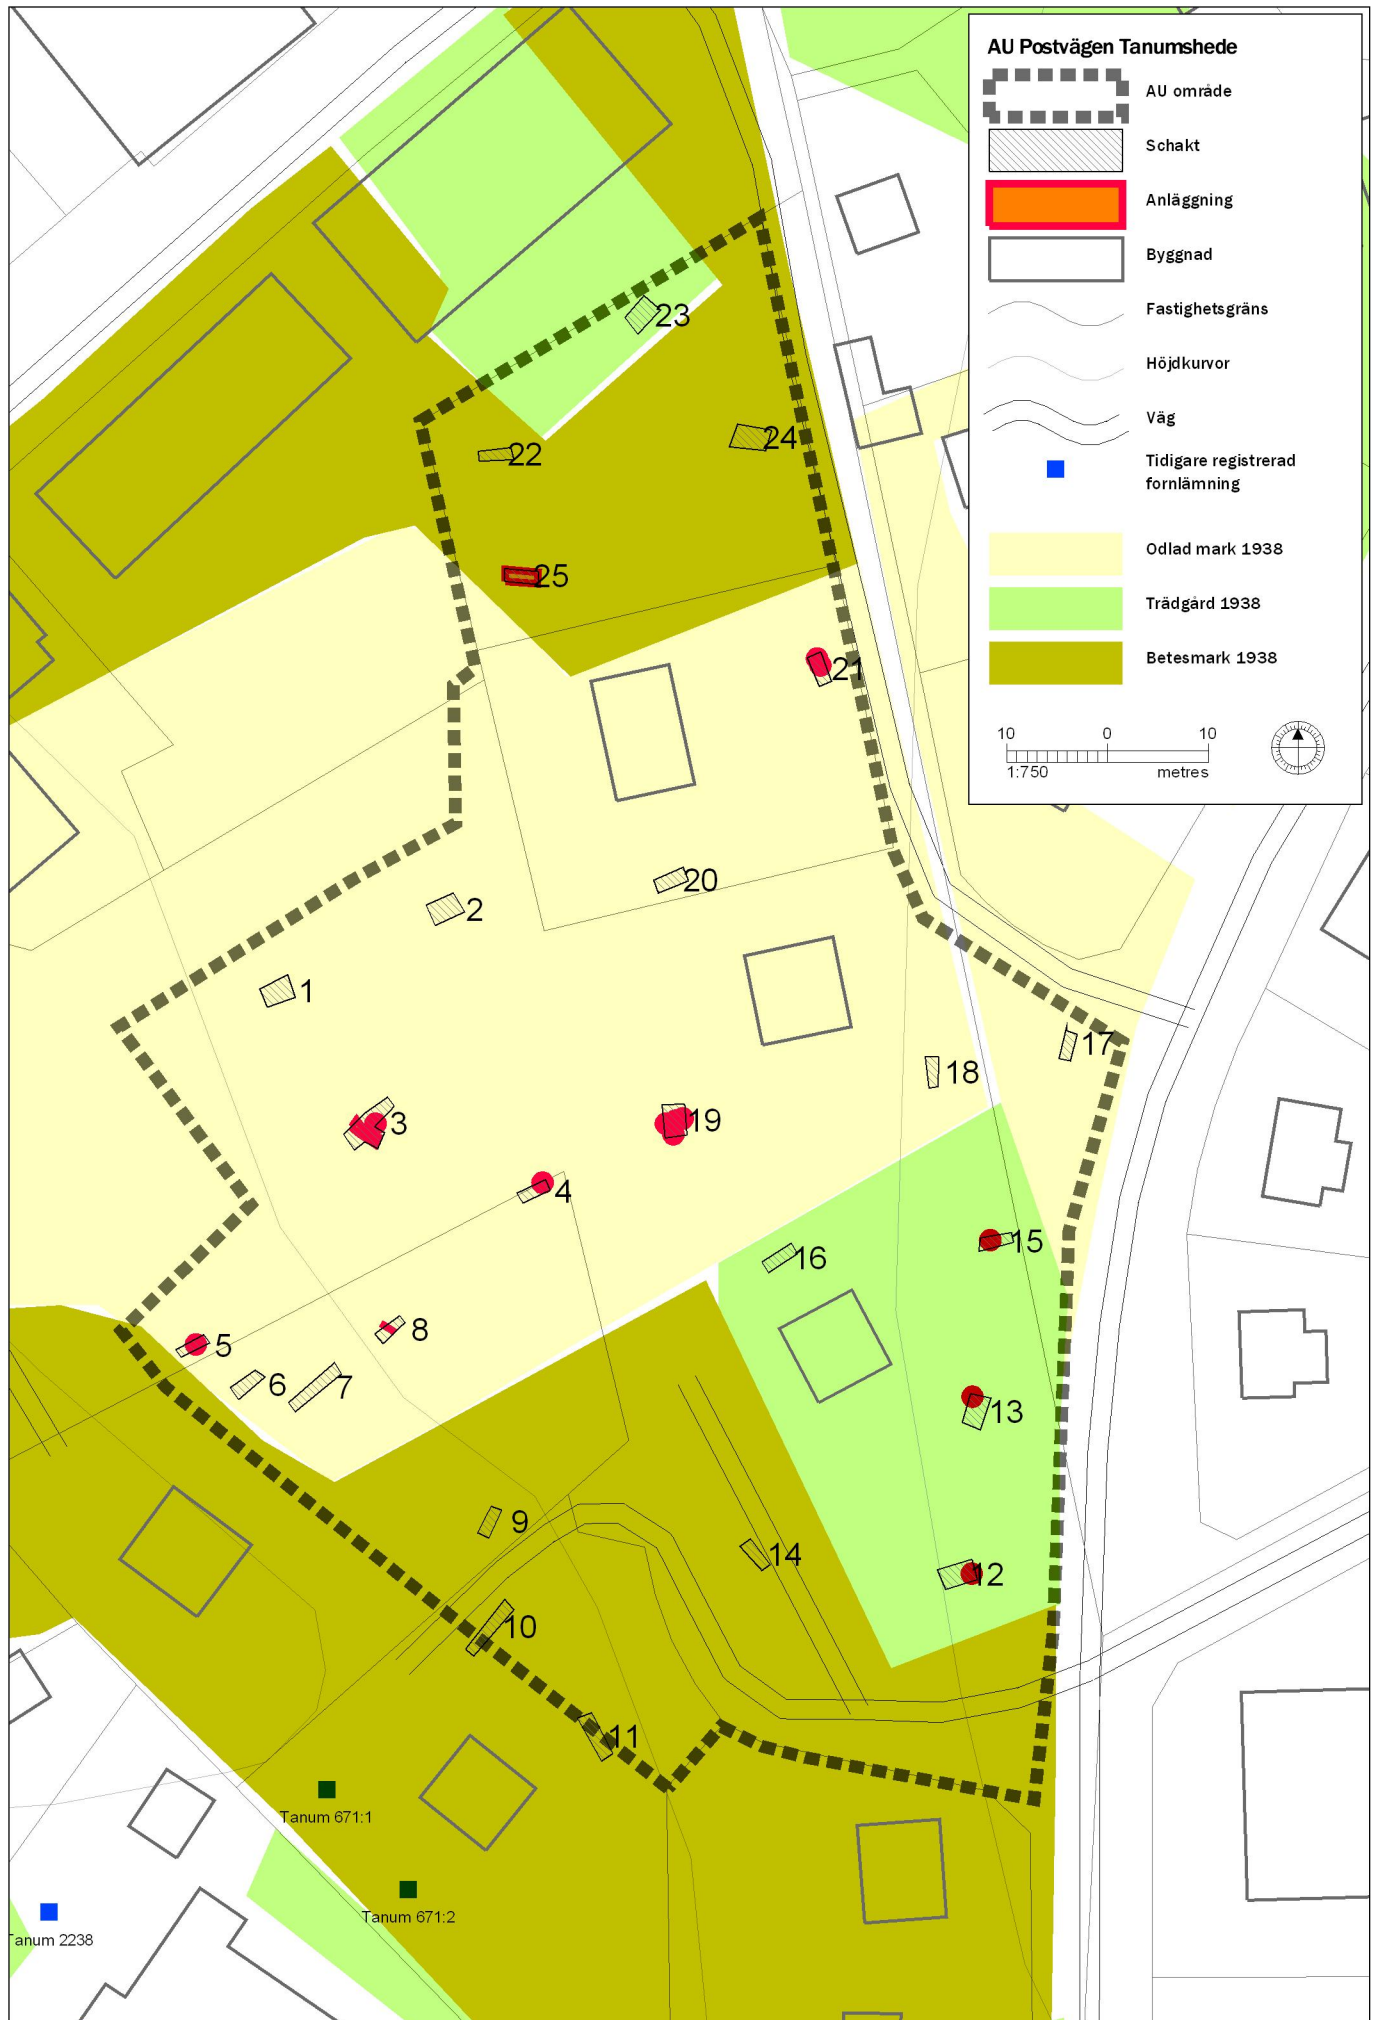 AU Postvägen Tanumshede
AU område
Schakt
Anläggning
Byggnad
Fastighetsgräns
Höjdkurvor
Väg
Tidigare registrerad
fornlämning
Odlad mark 1938
Trädgård 1938
Betesmark 1938
10 0 10
1:750 metres
23
24
22
25
21
20
2
1
17
18
3
19
4
15
16
8
5
6
7
13
9
14
12
10
11
Tanum 671:1
Tanum 671:2
Tanum 2238